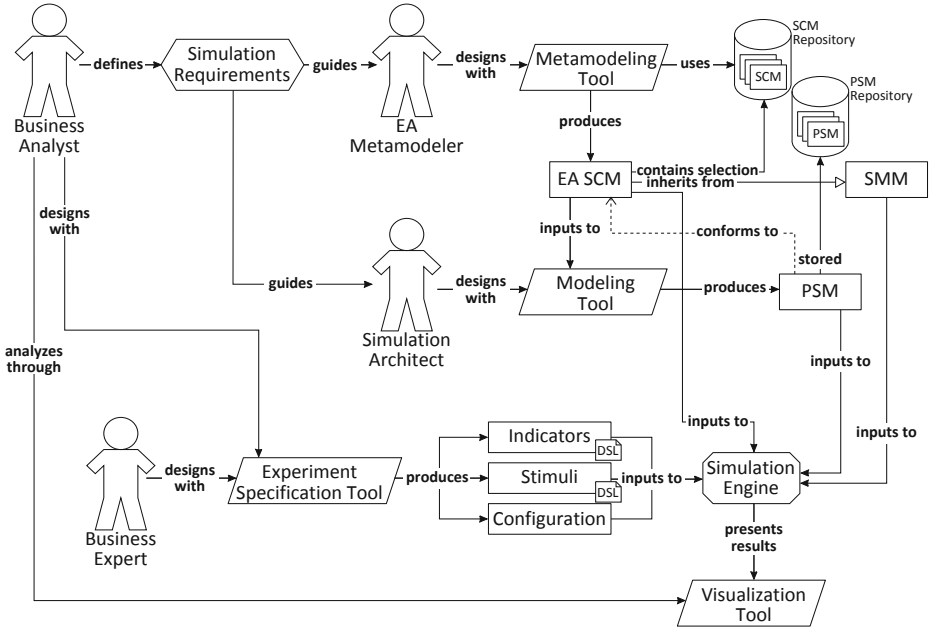 SCM
Repository
Simulation
Requirements
Metamodeling
Tool
defines
guides
designs
with
uses
SCM
PSM
Repository
Business
Analyst
EA
Metamodeler
produces
PSM
contains selection
EA SCM
inherits from
SMM
designs
with
inputs to
conforms to
stored
guides
designs
with
Modeling
Tool
produces
PSM
Simulation
Architect
analyzes
through
inputs to
Indicators
DSL
inputs to
inputs to
designs
with
Experiment
Specification Tool
produces
Stimuli
DSL
inputs to
Simulation
Engine
Configuration
Business
Expert
presents
results
Visualization
Tool